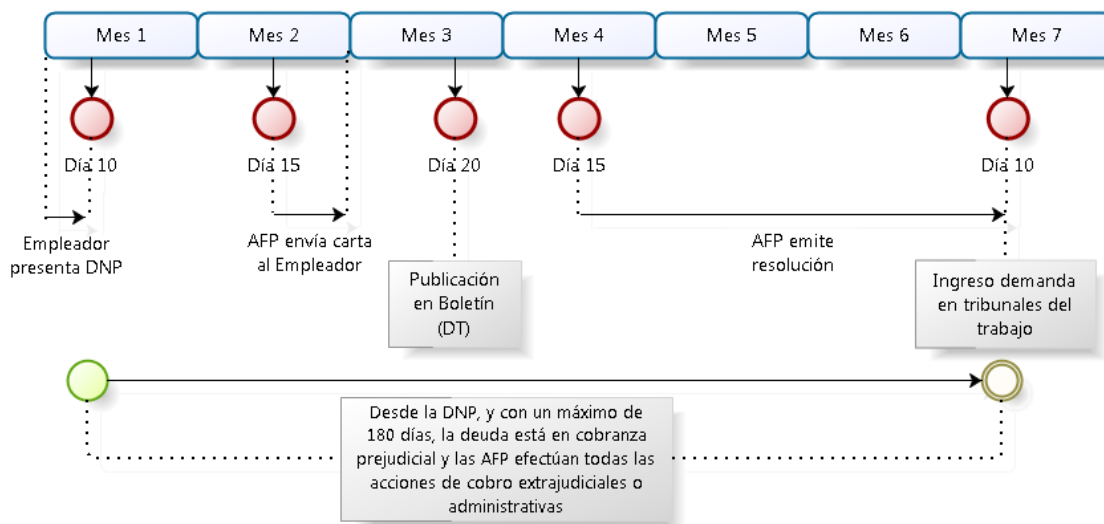 Mes 1
Mes 2
Mes 3
Mes 4
Mes 5
Mes 6
Mes 7
Día 10
Día 15
Día 20
Día 15
Día 10
Empleador
presenta DNP
AFP envía carta
al Empleador
Publicación
en Boletín
(DT)
AFP emite
resolución
Ingreso demanda
en tribunales del
trabajo
Desde la DNP, y con un máximo de
180 días, la deuda está en cobranza
prejudicial y las AFP efectúan todas las
acciones de cobro extrajudiciales o
administrativas